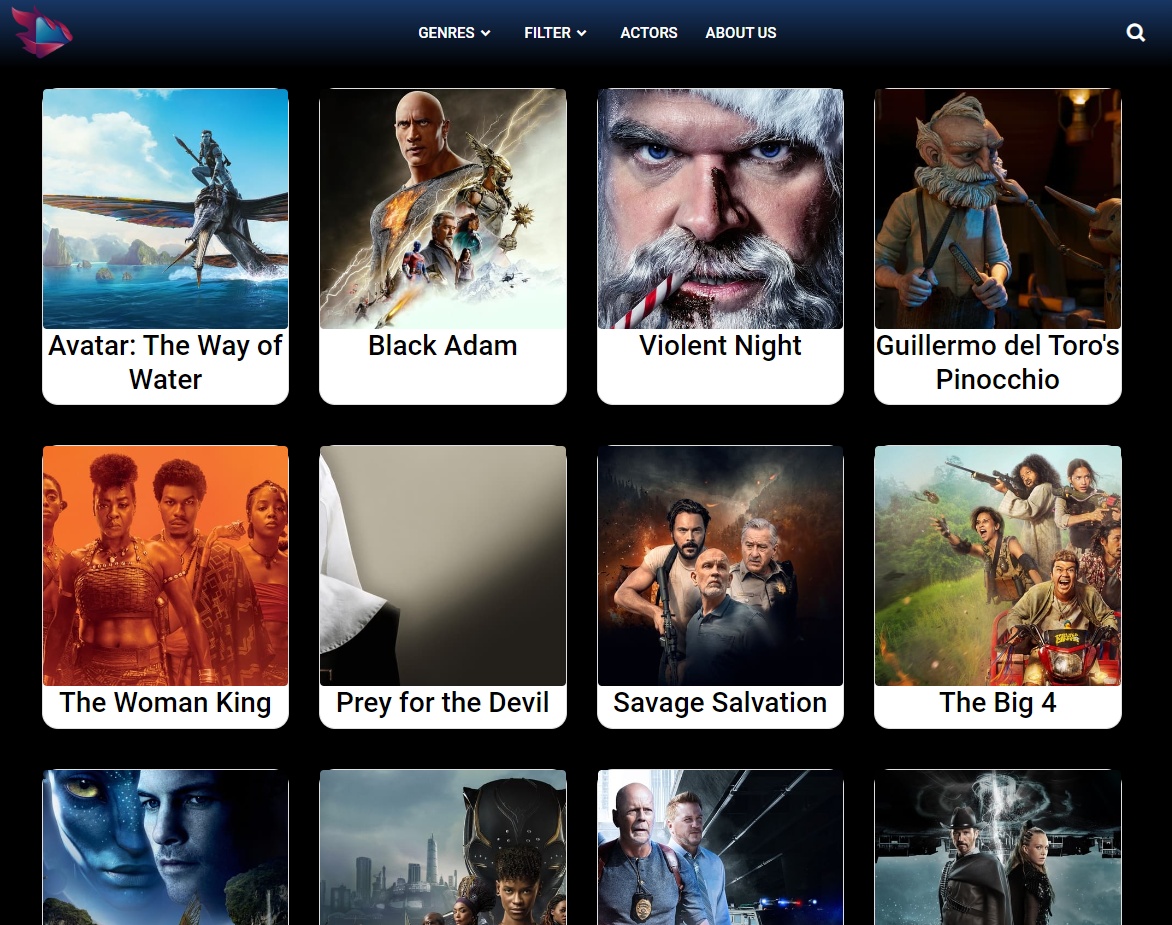 GENRES FILTER ACTORS ABOUT US
Avatar: The Way of
Water
Black Adam
Violent Night
Guillermo del Toro's
Pinocchio
The Woman King
Prey for the Devil
Savage Salvation
The Big 4